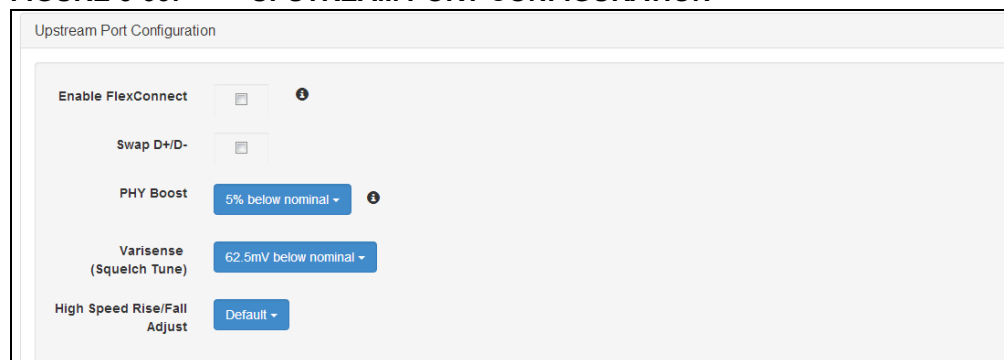 Upstream Port Configuration
Enable FlexConnect
Swap D+/D-
PHY Boost
5% below nominal
Varisense
(Squelch Tune)
62.5mV below nominal
High Speed Rise/Fall
Adjust
Default